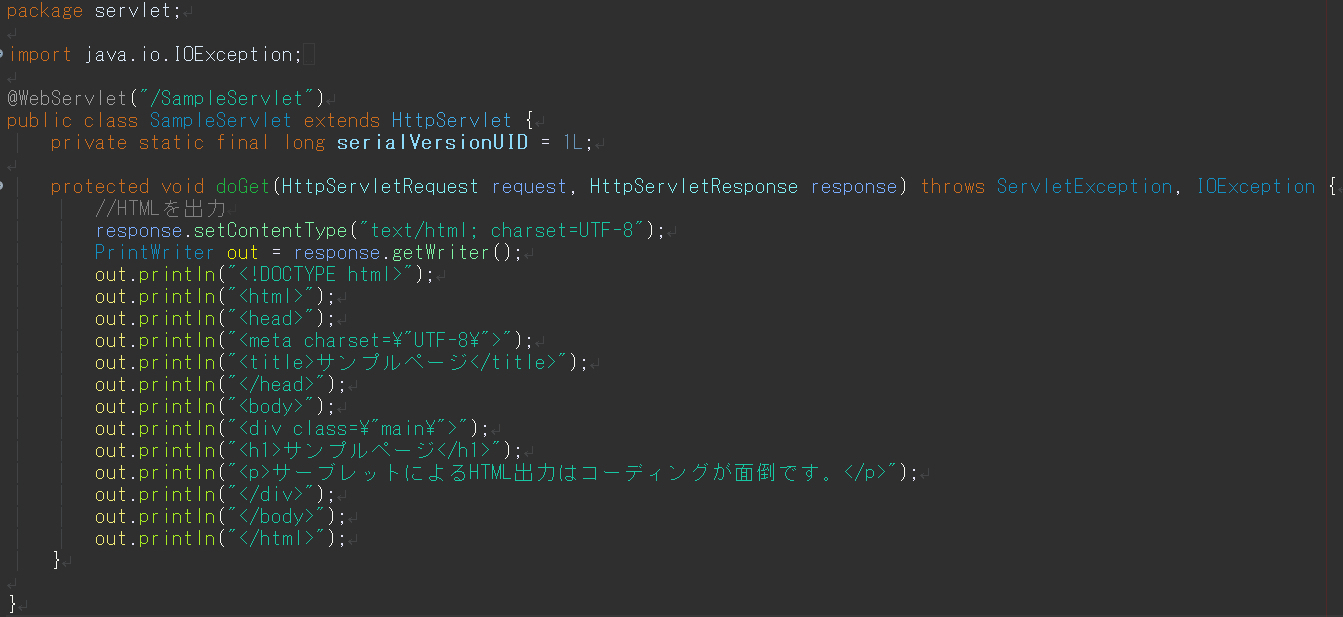 package servlet;
import java.io.IOException;
@WebServlet("/SampleServlet")
public class SampleServlet extends HttpServlet {
private static final long serialVersionUID = 1L;
protected void doGet(HttpServletRequest request, HttpServletResponse response) throws ServletException, IOException {
//HTMLを出力
response.setContentType("text/html; charset=UTF-8");
PrintWriter out = response.getWriter();
out.println("<!DOCTYPE html>");
out.println("<html>");
out.println("<head>");
out.println("<meta charset=¥"UTF-8¥">");
out.println("<title>サンプルページ</title>");
out.println("</head>");
out.println("<body>");
out.println("<div class=¥"main¥">");
out.println("<h1>サンプルページ</h1>");
out.println("<p>サーブレットによるHTML出力はコーディングが面倒です。</p>");
out.println("</div>");
out.println("</body>");
out.println("</html>");
}
}